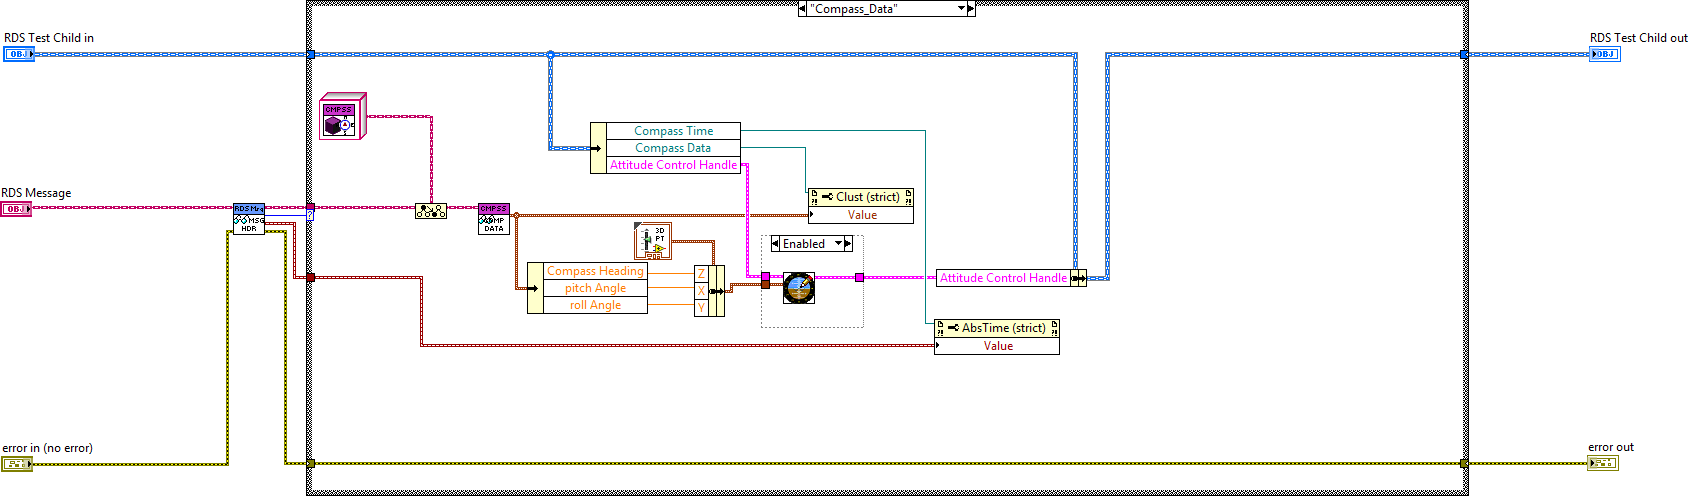 "Compass_Data"
RDS Test Child in
OBJ
RDS Test Child out
OBJ
CMPSS
Compass Time
Compass Data
Attitude Control Handle
RDS Message
OBJ
RDS Msg
MSG
HDR
?
CMPSS
DATA
Clust (strict)
Value
3D
PT
Enabled
Compass Heading
pitch Angle
roll Angle
Z
X
Y
Attitude Control Handle
AbsTime (strict)
Value
error in (no error)
error out